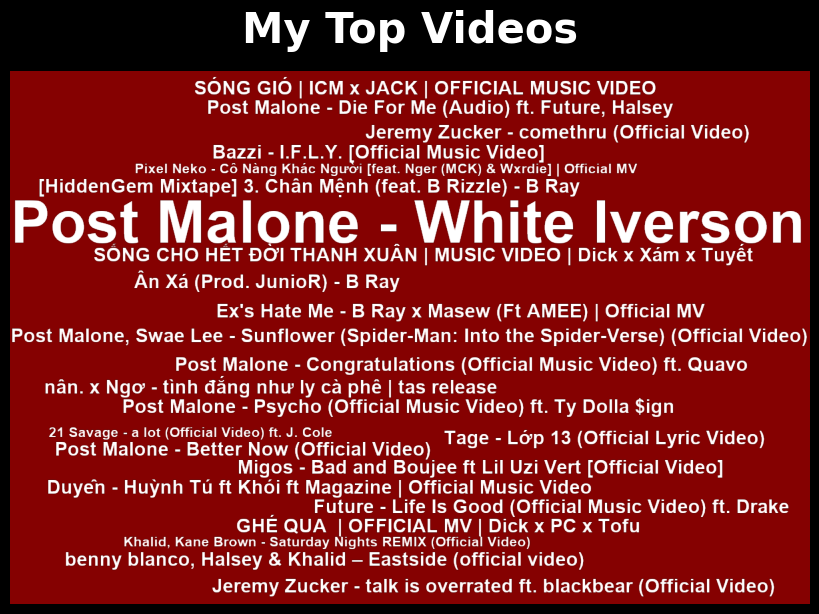 My Top Videos
SÓNG GIÓ | ICM x JACK | OFFICIAL MUSIC VIDEO
Post Malone - Die For Me (Audio) ft. Future, Halsey
Jeremy Zucker - comethru (Official Video)
Bazzi - I.F.L.Y. [Official Music Video]
Pixel Neko - Cô Nàng Khác Người [feat. Nger (MCK) & Wxrdie] | Official MV
[HiddenGem Mixtape] 3. Chân Mệnh (feat. B Rizzle) - B Ray
Post Malone - White Iverson
SỐNG CHO HẾT ĐỜI THANH XUÂN | MUSIC VIDEO | Dick x Xám x Tuyết
Ân Xá (Prod. JunioR) - B Ray
Ex's Hate Me - B Ray x Masew (Ft AMEE) | Official MV
Post Malone, Swae Lee - Sunflower (Spider-Man: Into the Spider-Verse) (Official Video)
Post Malone - Congratulations (Official Music Video) ft. Quavo
nân. x Ngơ - tình đắng như ly cà phê | tas release
Post Malone - Psycho (Official Music Video) ft. Ty Dolla $ign
21 Savage - a lot (Official Video) ft. J. Cole
Tage - Lớp 13 (Official Lyric Video)
Post Malone - Better Now (Official Video)
Migos - Bad and Boujee ft Lil Uzi Vert [Official Video]
Duyên - Huỳnh Tú ft Khói ft Magazine | Official Music Video
Future - Life Is Good (Official Music Video) ft. Drake
GHÉ QUA | OFFICIAL MV | Dick x PC x Tofu
Khalid, Kane Brown - Saturday Nights REMIX (Official Video)
benny blanco, Halsey & Khalid – Eastside (official video)
Jeremy Zucker - talk is overrated ft. blackbear (Official Video)